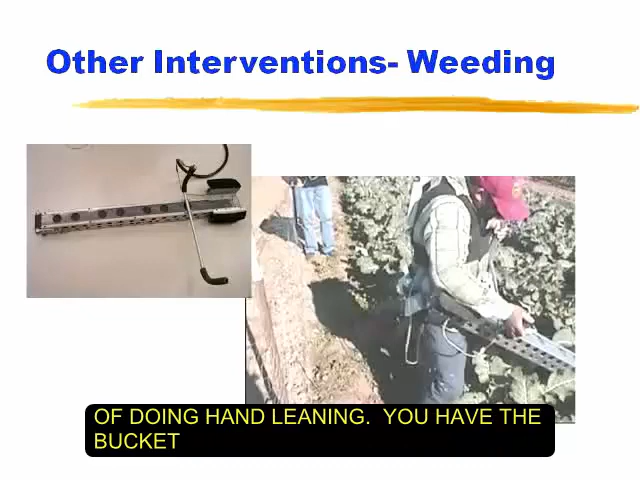 Other Interventions- Weeding
OF DOING HAND LEANING.  YOU HAVE THE
BUCKET